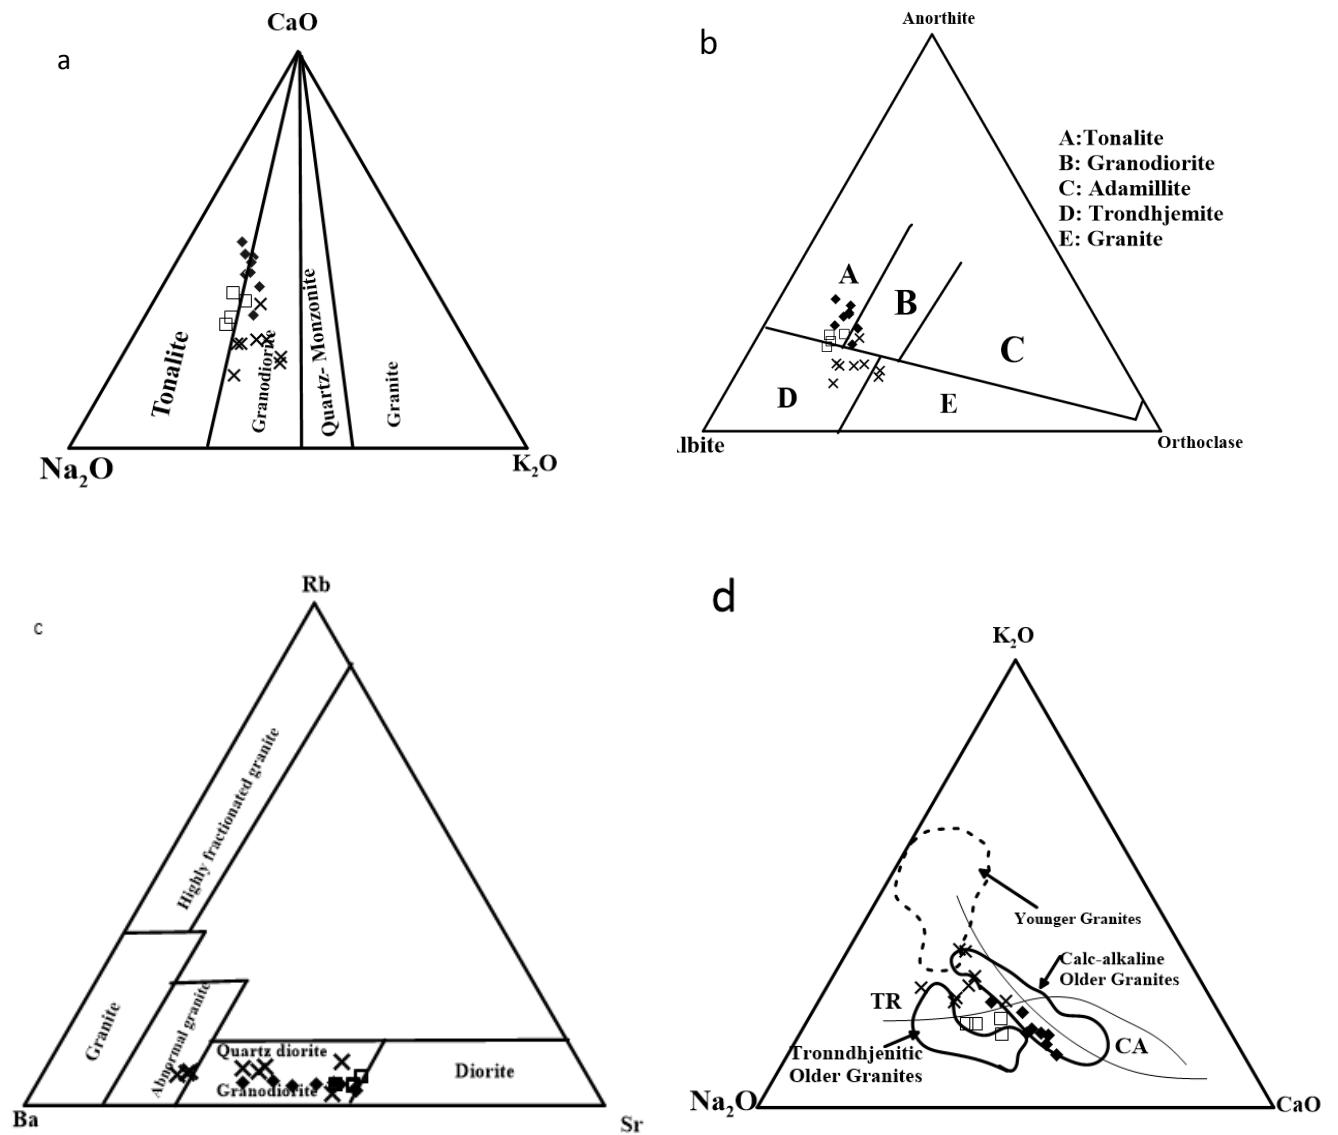 CaO
a
Tonalite
Granodiorite
Quartz- Monzonite
Granite
Na₂O
K₂O
b
Anorthite
A:Tonalite
B: Granodiorite
C: Adamillite
D: Trondhjemite
E: Granite
A
B
C
D
E
lbite
Orthoclase
c
Rb
Highly fractionated granite
Granite
Abnormal granite
Quartz diorite
Granodiorite
Diorite
Ba
Sr
d
K₂O
Younger Granites
Calc-alkaline
Older Granites
TR
CA
Tronndhjenitic
Older Granites
Na₂O
CaO